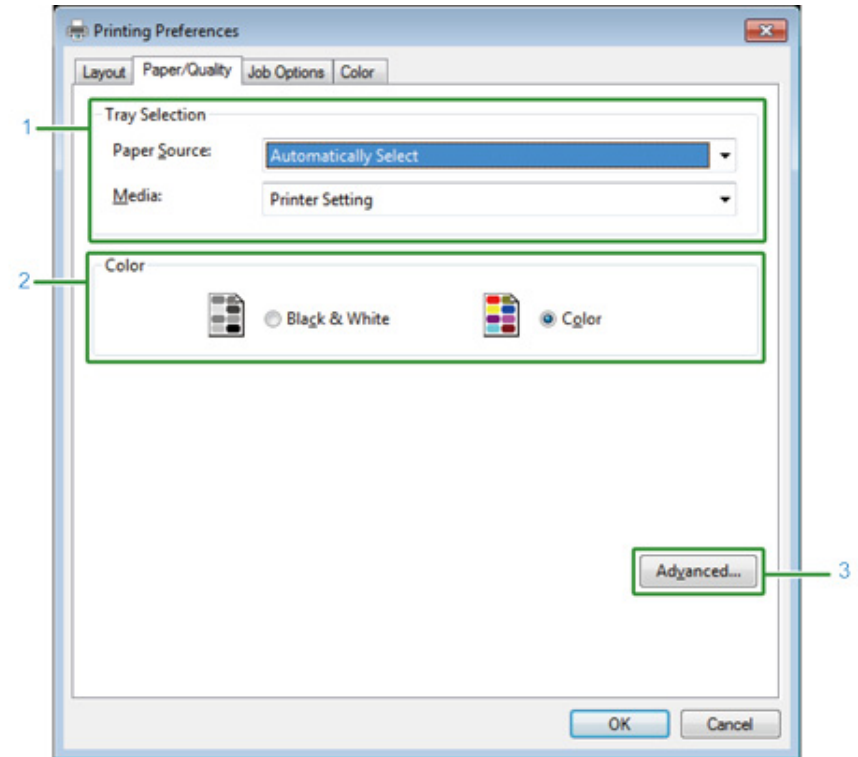 Printing Preferences
Layout Paper/Quality Job Options Color
1
Tray Selection
Paper Source: Automatically Select
Media: Printer Setting
2
Color
Black & White Color
Advanced...
3
OK Cancel